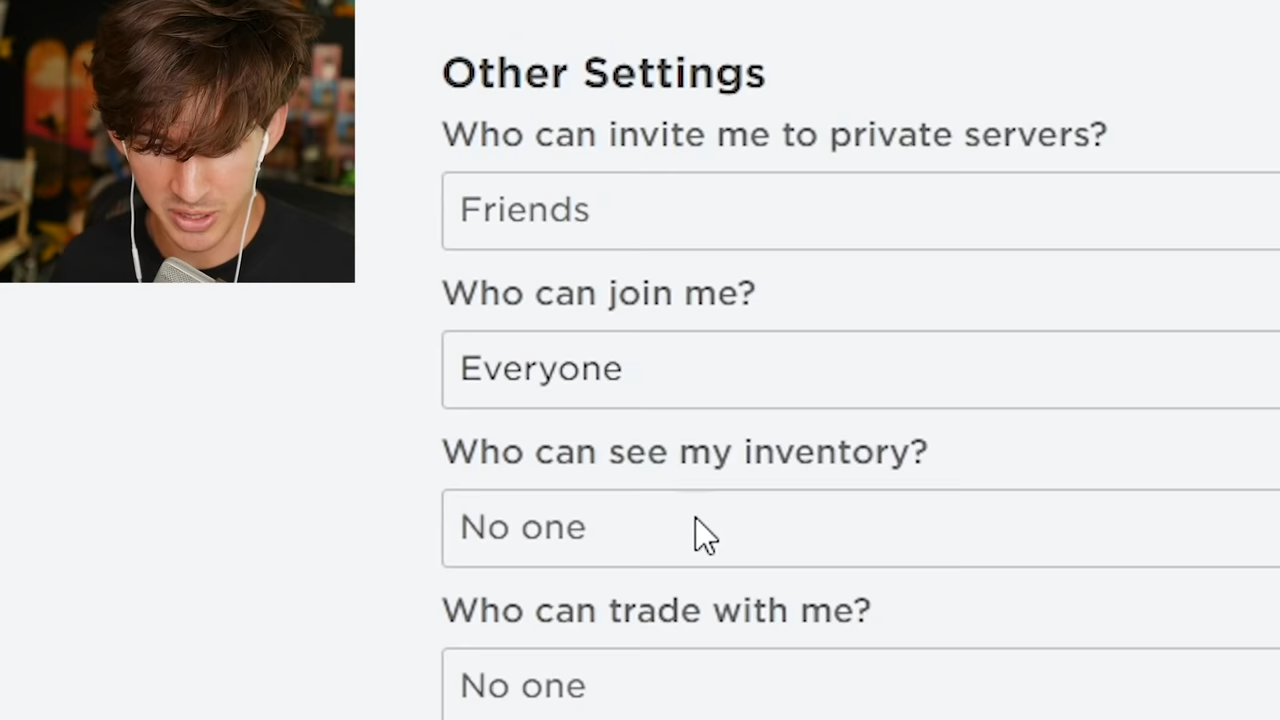 Other Settings
Who can invite me to private servers?
Friends
Who can join me?
Everyone
Who can see my inventory?
No one
Who can trade with me?
No one